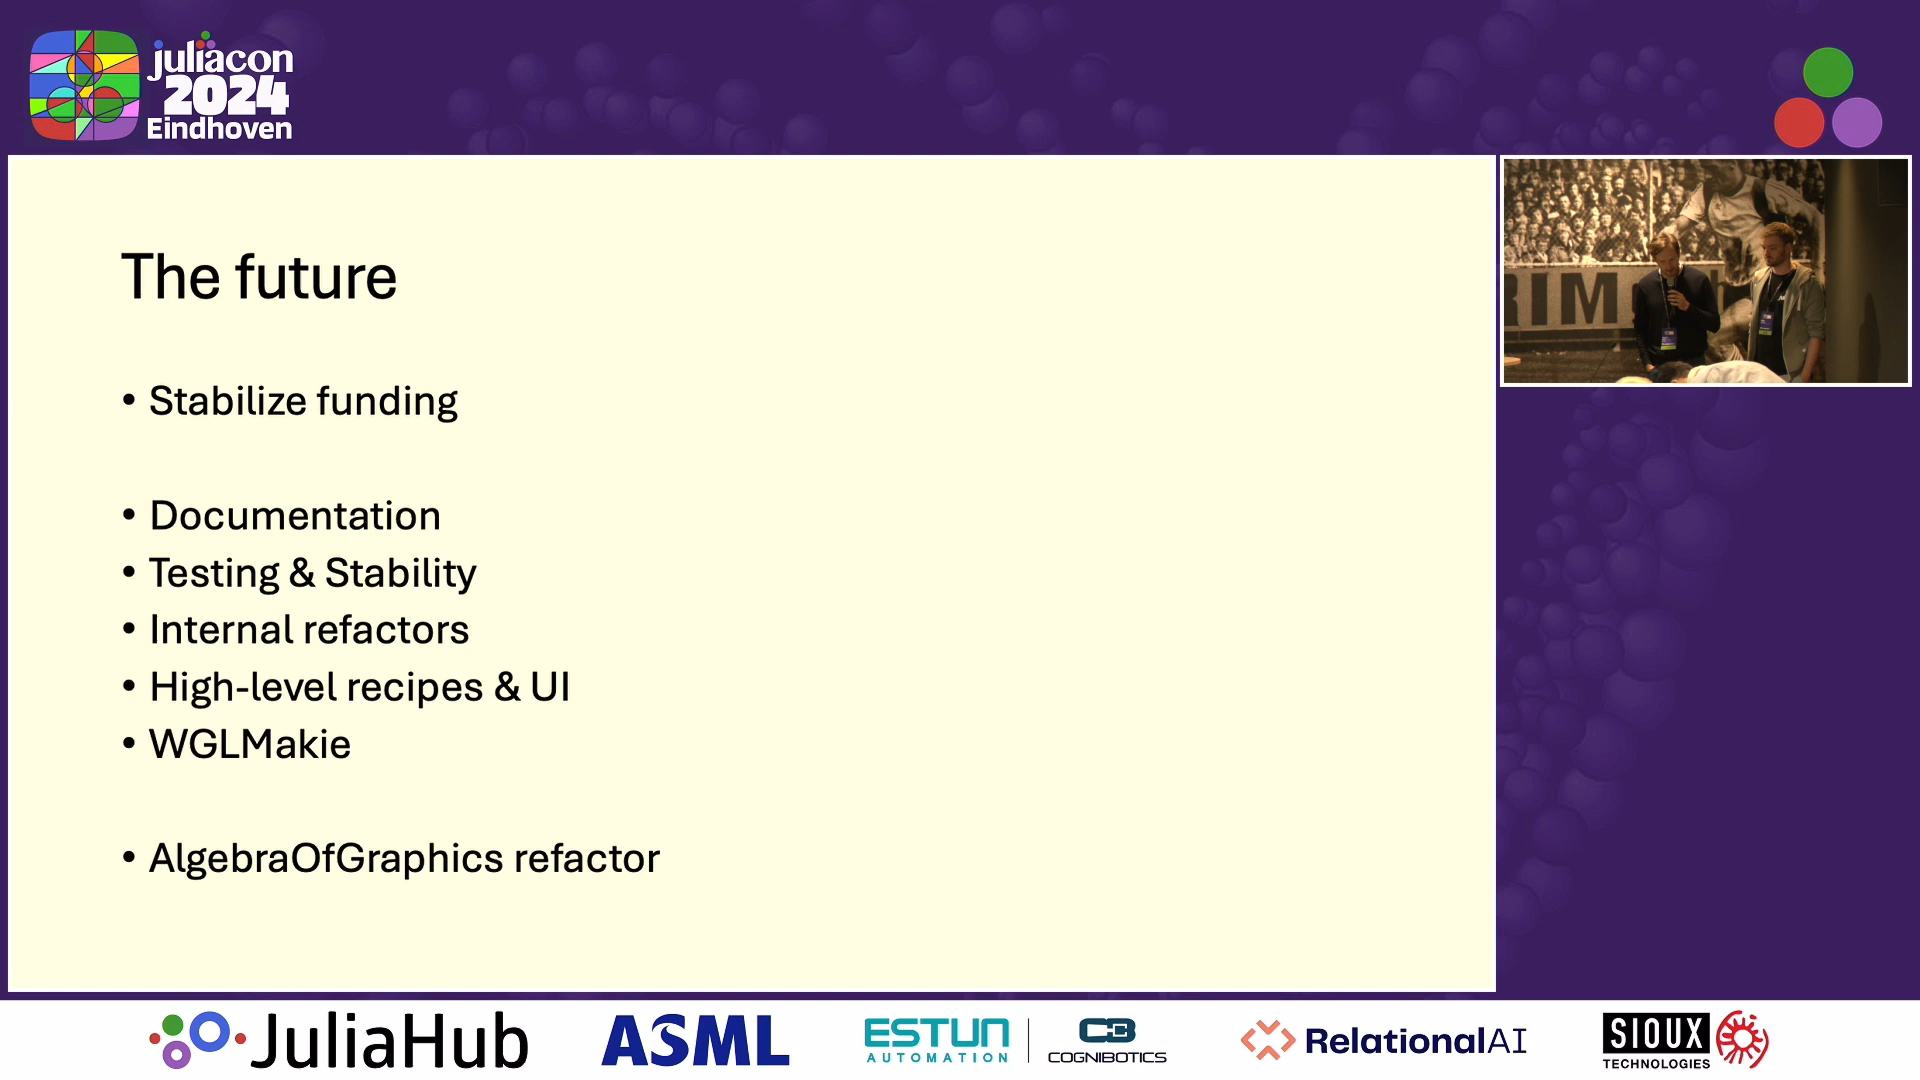 juliacon
2024
Eindhoven
The future
• Stabilize funding
• Documentation
• Testing & Stability
• Internal refactors
• High-level recipes & UI
• WGLMakie
• AlgebraOfGraphics refactor
RIM
JuliaHub
ASML
ESTUN
AUTOMATION
COGNIBOTICS
RelationalAI
SIOUX
TECHNOLOGIES